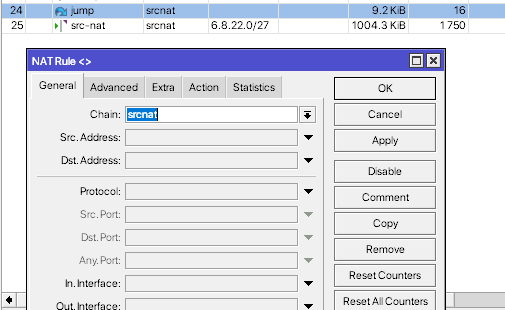 24 jump srcnat 9.2 KiB 16
25 src-nat srcnat 6.8.22.0/27 1004.3 KiB 1 750
NAT Rule <>
General Advanced Extra Action Statistics
OK
Chain: srcnat
Cancel
Src. Address:
Apply
Dst. Address:
Disable
Protocol:
Comment
Src. Port:
Copy
Dst. Port:
Remove
Any. Port:
Reset Counters
In. Interface:
Reset All Counters
Out. Interface: